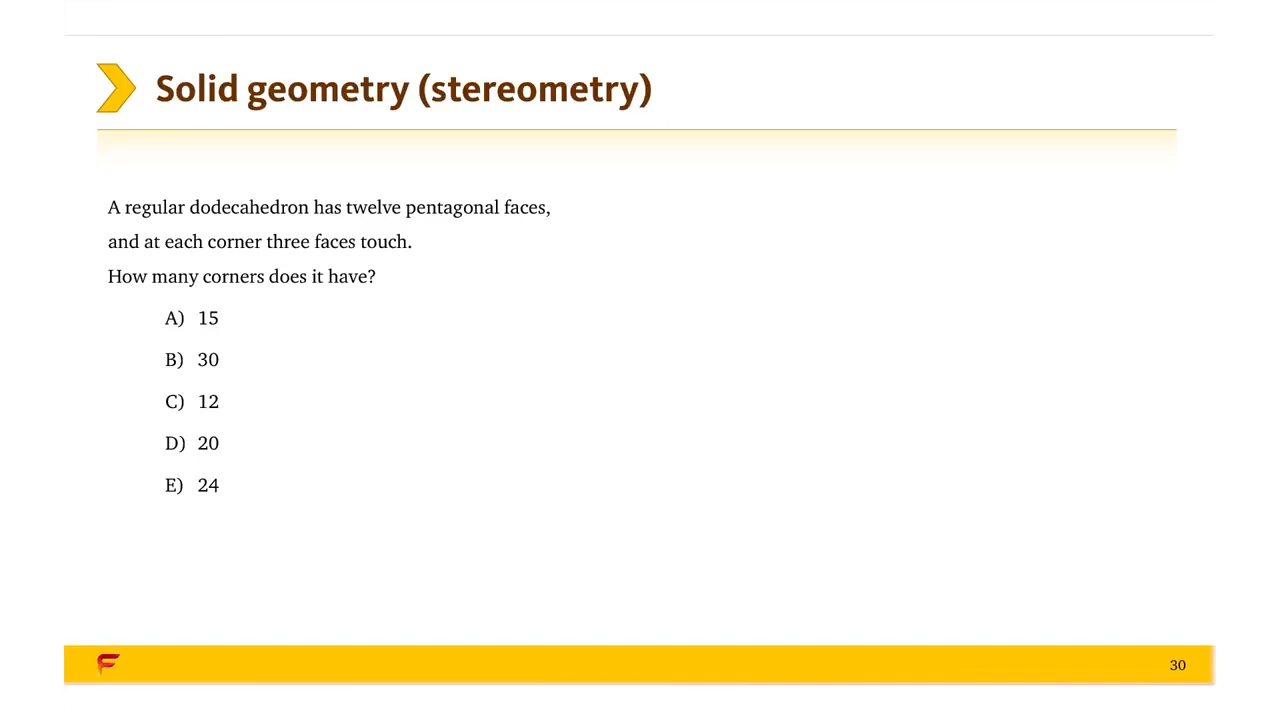 Solid geometry (stereometry)
A regular dodecahedron has twelve pentagonal faces,
and at each corner three faces touch.
How many corners does it have?
A) 15
B) 30
C) 12
D) 20
E) 24
30